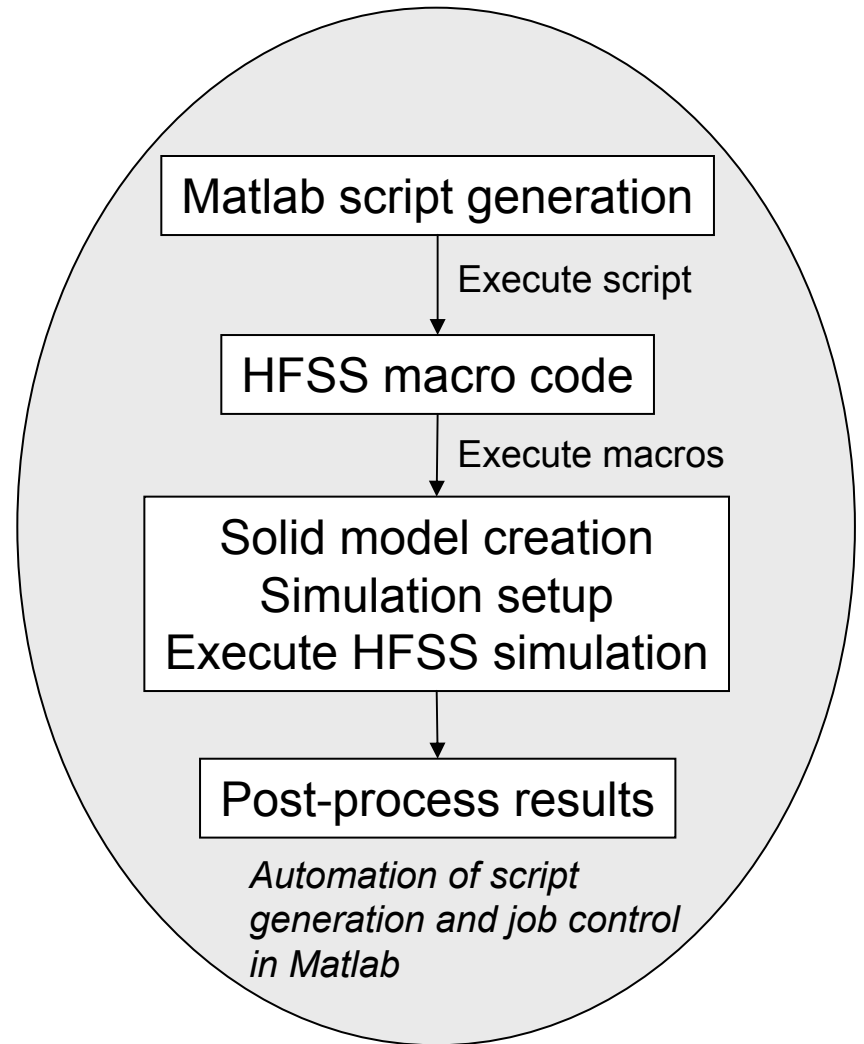 Matlab script generation
Execute script
HFSS macro code
Execute macros
Solid model creation
Simulation setup
Execute HFSS simulation
Post-process results
Automation of script
generation and job control
in Matlab